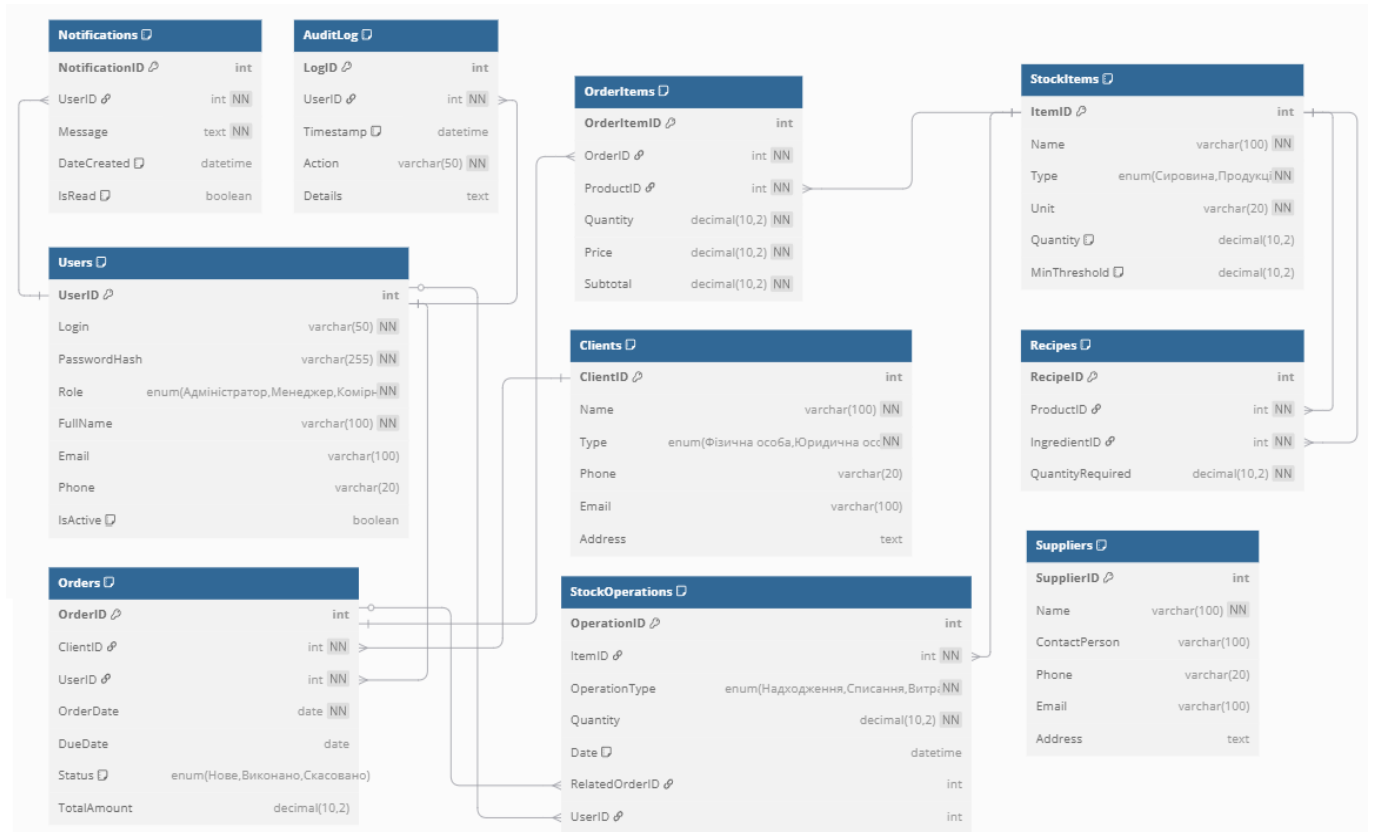 Notifications
NotificationID int
UserID int NN
Message text NN
DateCreated datetime
IsRead boolean
AuditLog
LogID int
UserID int NN
Timestamp datetime
Action varchar(50) NN
Details text
Users
UserID int
Login varchar(50) NN
PasswordHash varchar(255) NN
Role enum(Адміністратор,Менеджер,Комірн NN
FullName varchar(100) NN
Email varchar(100)
Phone varchar(20)
IsActive boolean
Orders
OrderID int
ClientID int NN
UserID int NN
OrderDate date NN
DueDate date
Status enum(Нове,Виконано,Скасовано)
TotalAmount decimal(10,2)
OrderItems
OrderItemID int
OrderID int NN
ProductID int NN
Quantity decimal(10,2) NN
Price decimal(10,2) NN
Subtotal decimal(10,2) NN
Clients
ClientID int
Name varchar(100) NN
Type enum(Фізична особа,Юридична осс NN
Phone varchar(20)
Email varchar(100)
Address text
StockOperations
OperationID int
ItemID int NN
OperationType enum(Надходження,Списання,Витра NN
Quantity decimal(10,2) NN
Date datetime
RelatedOrderID int
UserID int
StockItems
ItemID int
Name varchar(100) NN
Type enum(Сировина,Продукці NN
Unit varchar(20) NN
Quantity decimal(10,2)
MinThreshold decimal(10,2)
Recipes
RecipeID int
ProductID int NN
IngredientID int NN
QuantityRequired decimal(10,2) NN
Suppliers
SupplierID int
Name varchar(100) NN
ContactPerson varchar(100)
Phone varchar(20)
Email varchar(100)
Address text